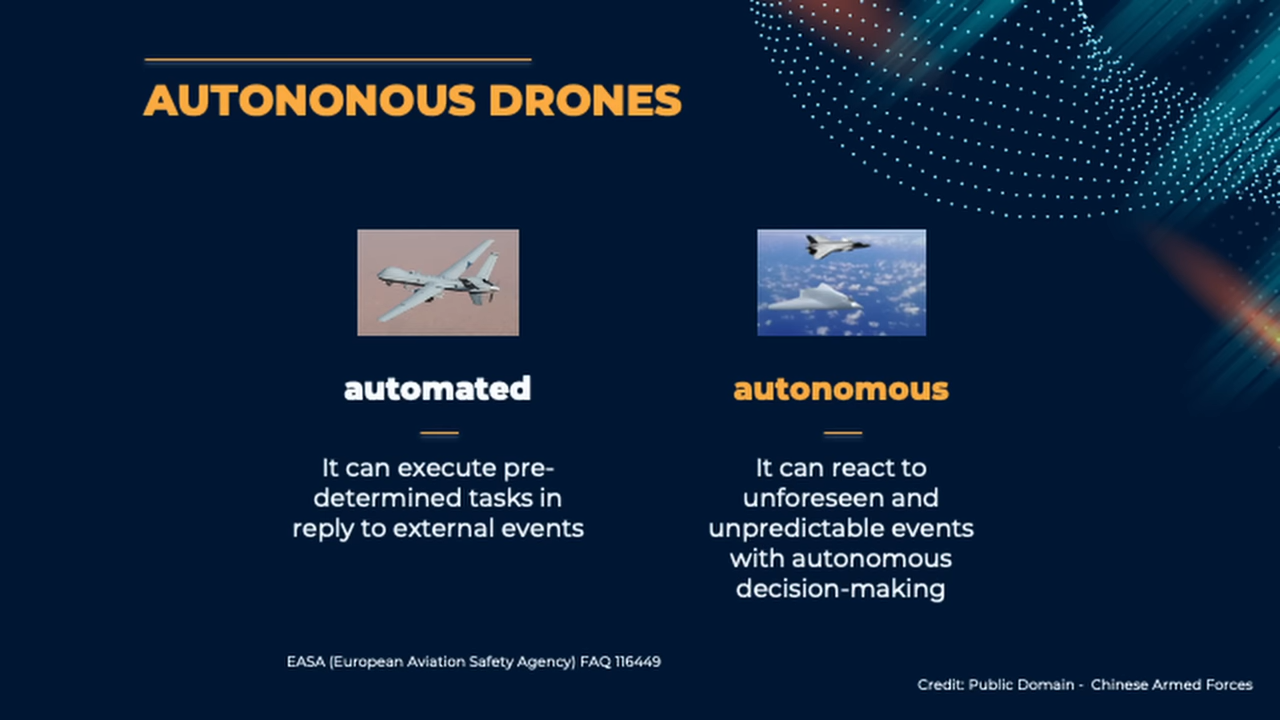 AUTONONOUS DRONES
automated
It can execute pre-
determined tasks in
reply to external events
autonomous
It can react to
unforeseen and
unpredictable events
with autonomous
decision-making
EASA (European Aviation Safety Agency) FAQ 116449
Credit: Public Domain - Chinese Armed Forces